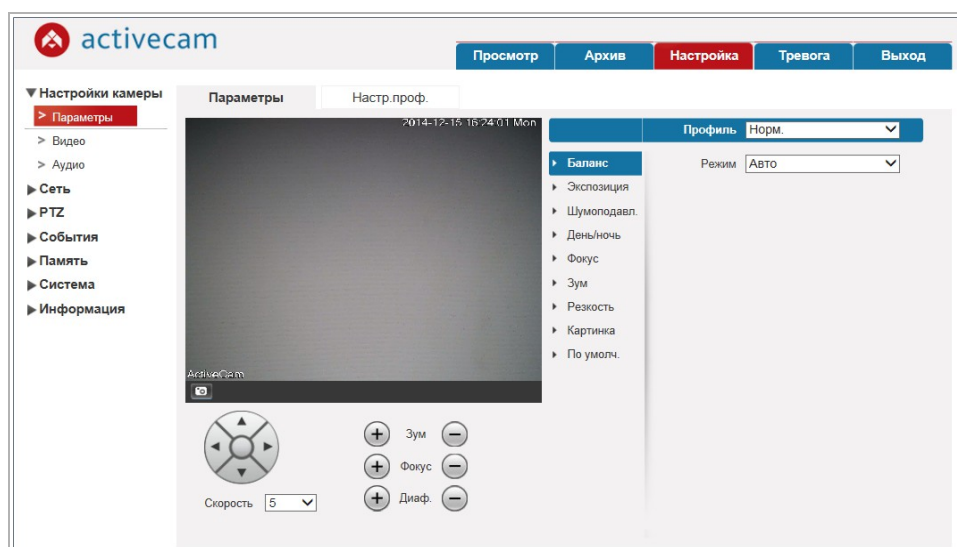 activecam
Просмотр Архив Настройка Тревога Выход
Настройки камеры
> Параметры
> Видео
> Аудио
Сеть
PTZ
События
Память
Система
Информация
Параметры Настр.проф.
2014-12-15 16:24:01 Mon
ActiveCam
Профиль Норм.
Баланс
Экспозиция
Шумоподавл.
День/ночь
Фокус
Зум
Резкость
Картинка
По умолч.
Режим Авто
+ Зум −
+ Фокус −
+ Диаф. −
Скорость 5